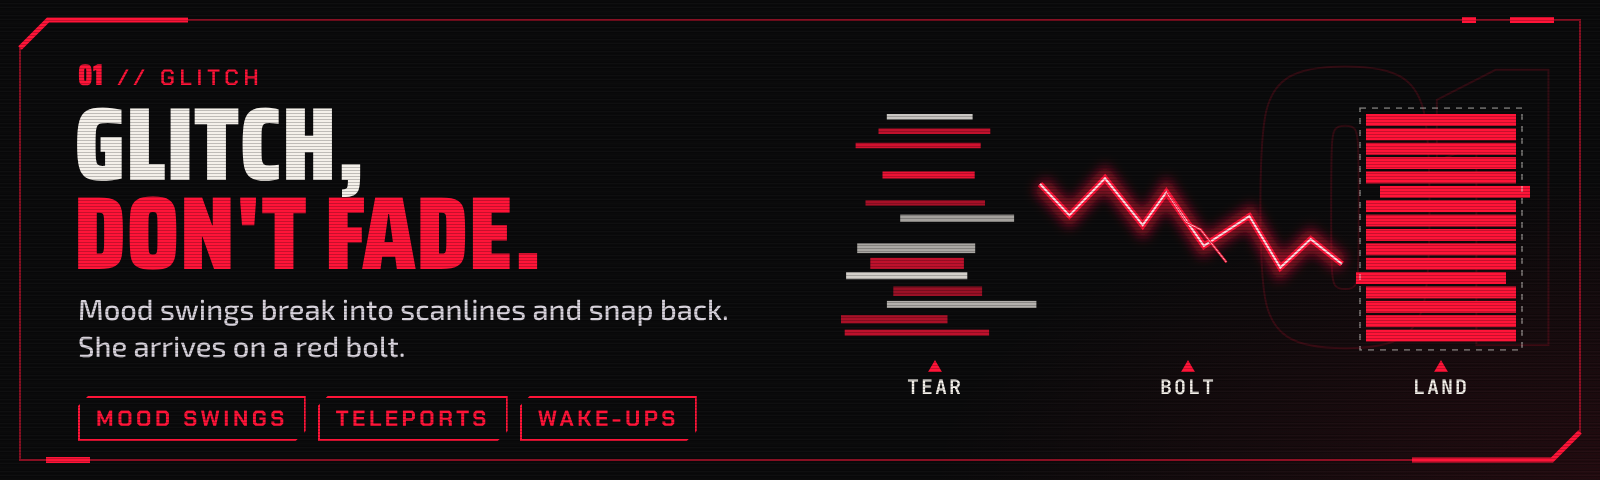 01 // GLITCH
GLITCH,
DON'T FADE.
Mood swings break into scanlines and snap back.
She arrives on a red bolt.
MOOD SWINGS TELEPORTS WAKE-UPS
TEAR BOLT LAND
01